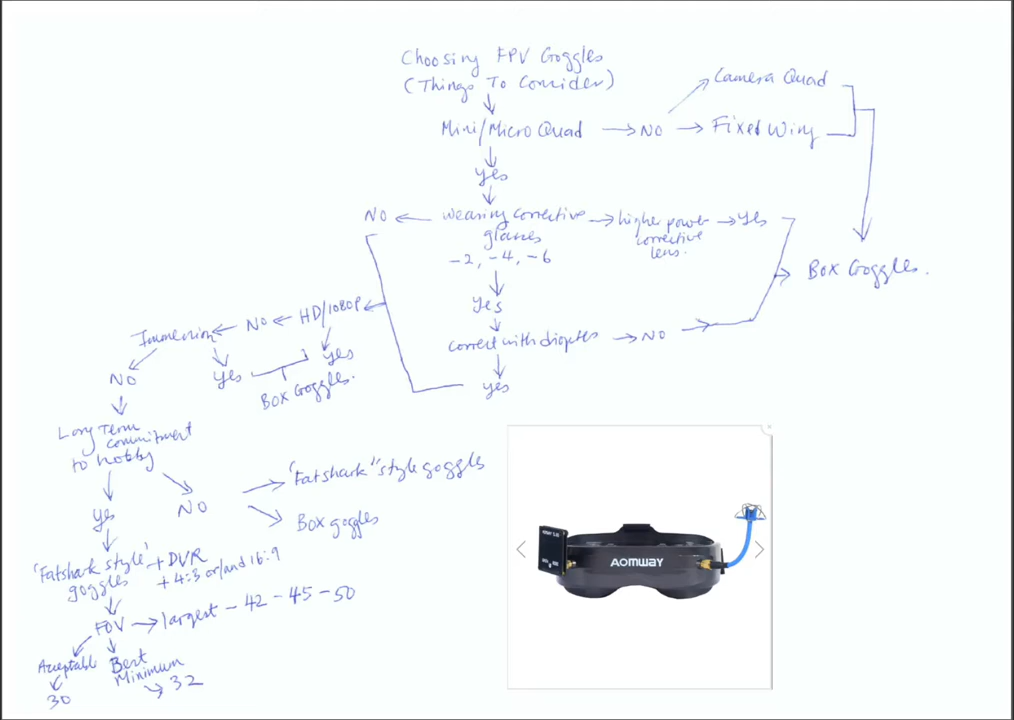 Choosing FPV Goggles
(Things To Consider)
Mini/Micro Quad
NO
Camera Quad
Fixed Wing
Yes
NO
wearing corrective
glasses
-2, -4, -6
higher power
corrective
lens.
Yes
Box Goggles.
Yes
correct with diopters
NO
yes
HD/1080P
NO
Immersion
Yes
Yes
Box Goggles.
NO
Long Term
commitment
to hobby
NO
'Fatshark" style goggles
Box goggles
Yes
'Fatshark style'
goggles
+ DVR
+ 4:3 or/and 16:9
FOV
largest - 42 - 45 - 50
Acceptable
30
Best
Minimum
32
AOMWAY